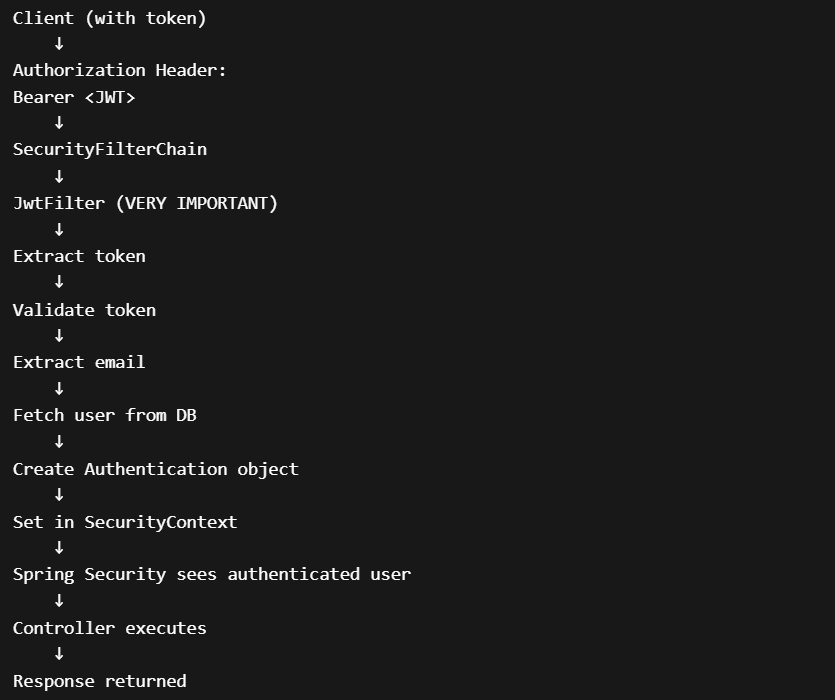 Client (with token)
↓
Authorization Header:
Bearer <JWT>
↓
SecurityFilterChain
↓
JwtFilter (VERY IMPORTANT)
↓
Extract token
↓
Validate token
↓
Extract email
↓
Fetch user from DB
↓
Create Authentication object
↓
Set in SecurityContext
↓
Spring Security sees authenticated user
↓
Controller executes
↓
Response returned